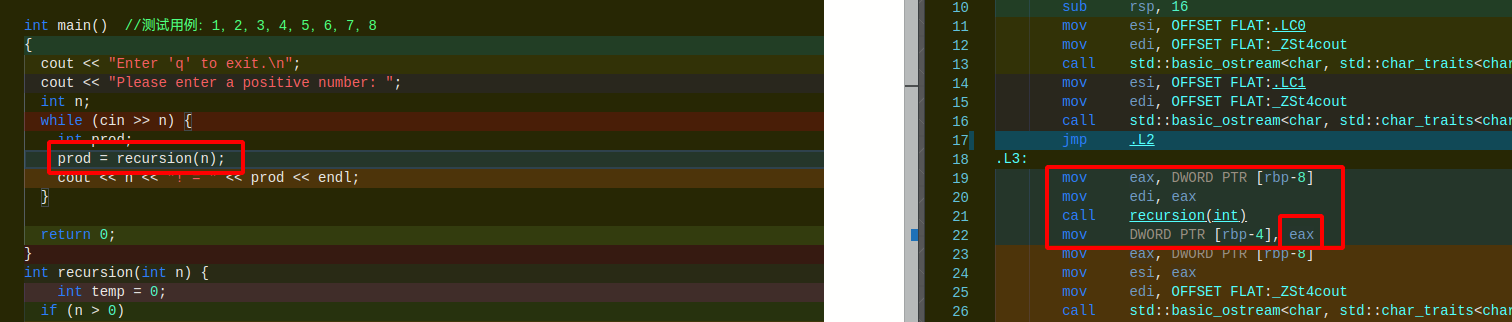 int main()  //测试用例：1，2，3，4，5，6，7，8
{
cout << "Enter 'q' to exit.\n";
cout << "Please enter a positive number: ";
int n;
while (cin >> n) {
int prod;
prod = recursion(n);
cout << n << "! = " << prod << endl;
}
return 0;
}
int recursion(int n) {
int temp = 0;
if (n > 0)
10 sub rsp, 16
11 mov esi, OFFSET FLAT:.LC0
12 mov edi, OFFSET FLAT:_ZSt4cout
13 call std::basic_ostream<char, std::char_traits<char
14 mov esi, OFFSET FLAT:.LC1
15 mov edi, OFFSET FLAT:_ZSt4cout
16 call std::basic_ostream<char, std::char_traits<char
17 jmp .L2
18 .L3:
19 mov eax, DWORD PTR [rbp-8]
20 mov edi, eax
21 call recursion(int)
22 mov DWORD PTR [rbp-4], eax
23 mov eax, DWORD PTR [rbp-8]
24 mov esi, eax
25 mov edi, OFFSET FLAT:_ZSt4cout
26 call std::basic_ostream<char, std::char_traits<char